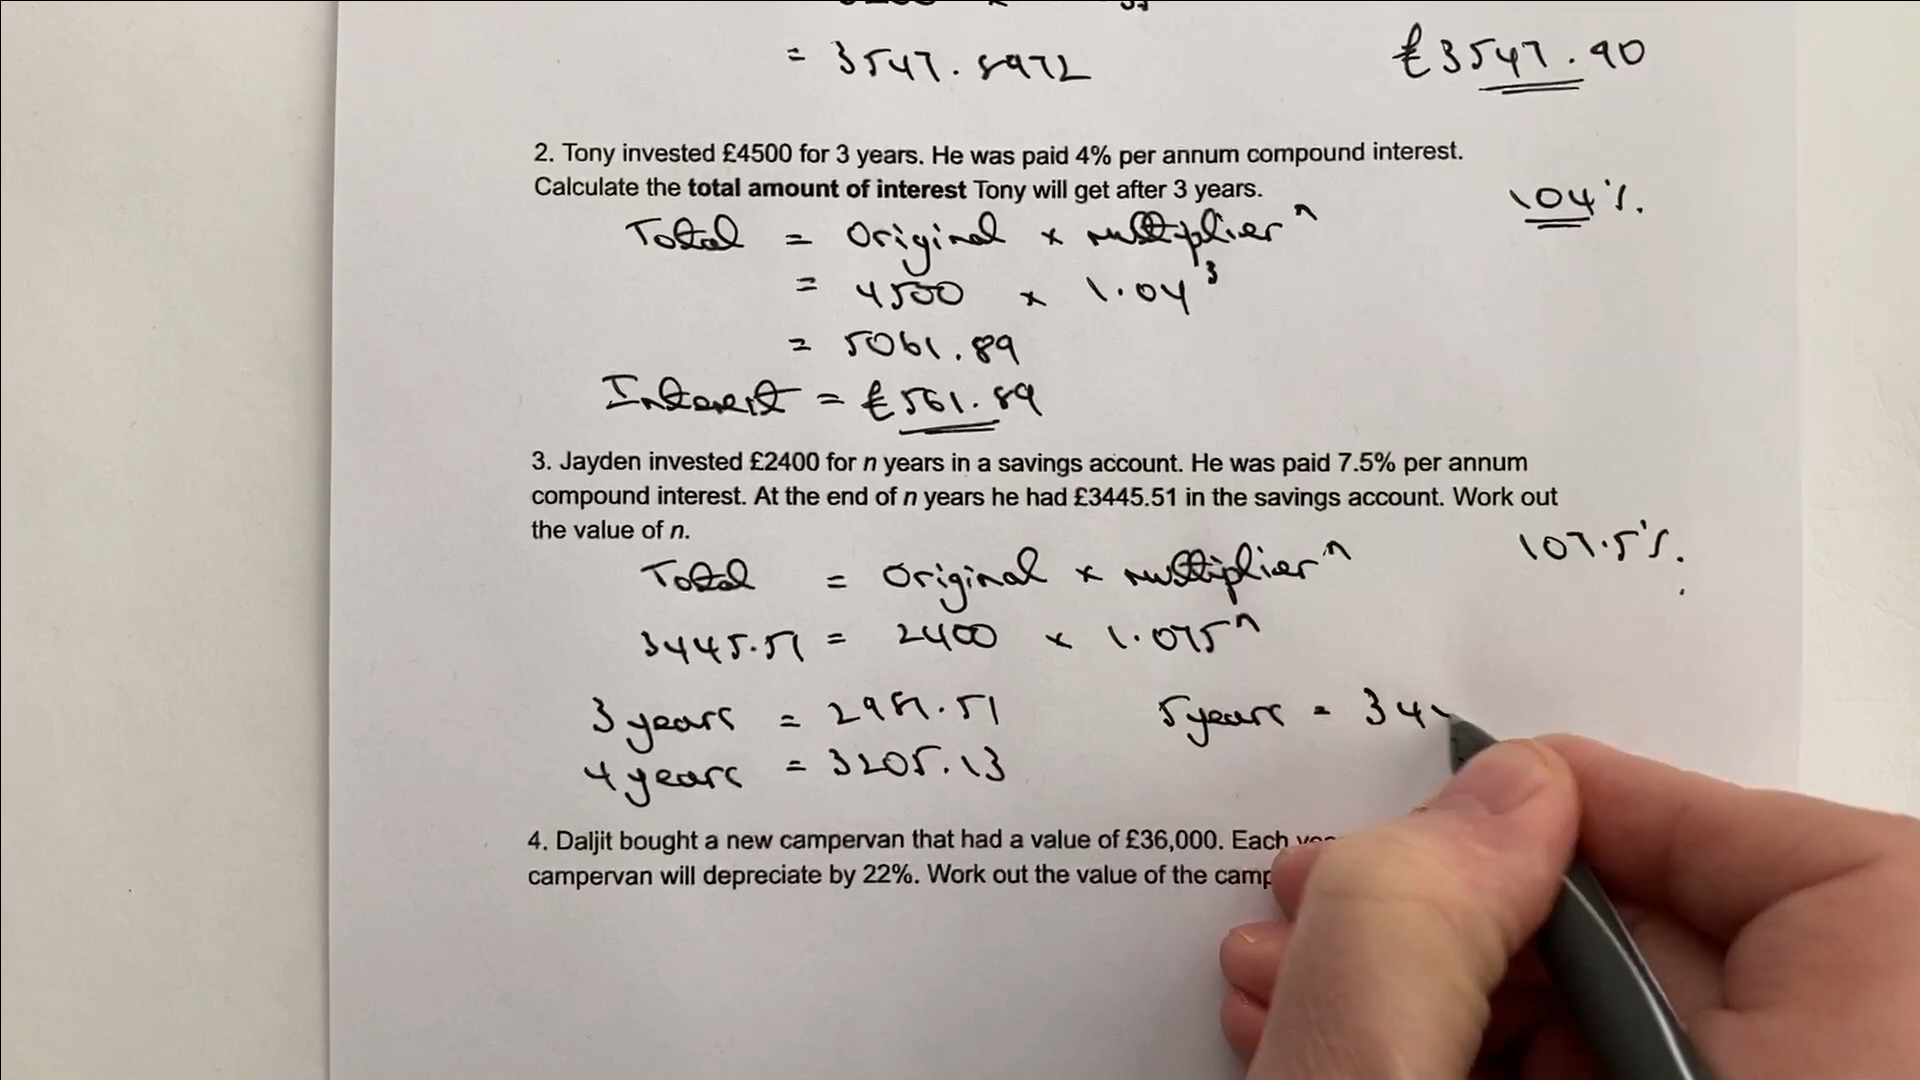 = 3547.8972
£3547.90
2. Tony invested £4500 for 3 years. He was paid 4% per annum compound interest.
Calculate the total amount of interest Tony will get after 3 years.
104%.
Total = Original × multiplier^n
= 4500 × 1.04^3
= 5061.89
Interest = £561.89
3. Jayden invested £2400 for n years in a savings account. He was paid 7.5% per annum
compound interest. At the end of n years he had £3445.51 in the savings account. Work out
the value of n.
107.5%.
Total = Original × multiplier^n
3445.51 = 2400 × 1.075^n
3 years = 2981.51
5 years = 34
4 years = 3205.13
4. Daljit bought a new campervan that had a value of £36,000. Each
campervan will depreciate by 22%. Work out the value of the camp